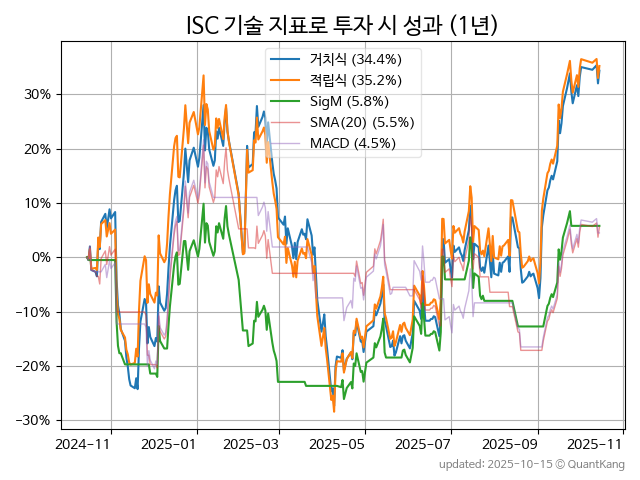 ISC 기술 지표로 투자 시 성과 (1년)
거치식 (34.4%)
적립식 (35.2%)
SigM (5.8%)
SMA(20) (5.5%)
MACD (4.5%)
30%
20%
10%
0%
−10%
−20%
−30%
2024-11 2025-01 2025-03 2025-05 2025-07 2025-09 2025-11
updated: 2025-10-15 © QuantKang